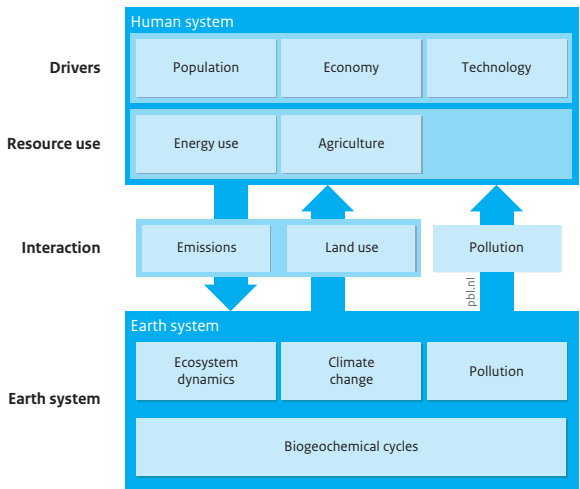 Human system
Drivers
Population
Economy
Technology
Resource use
Energy use
Agriculture
Interaction
Emissions
Land use
Pollution
pbl.nl
Earth system
Ecosystem
dynamics
Climate
change
Pollution
Earth system
Biogeochemical cycles